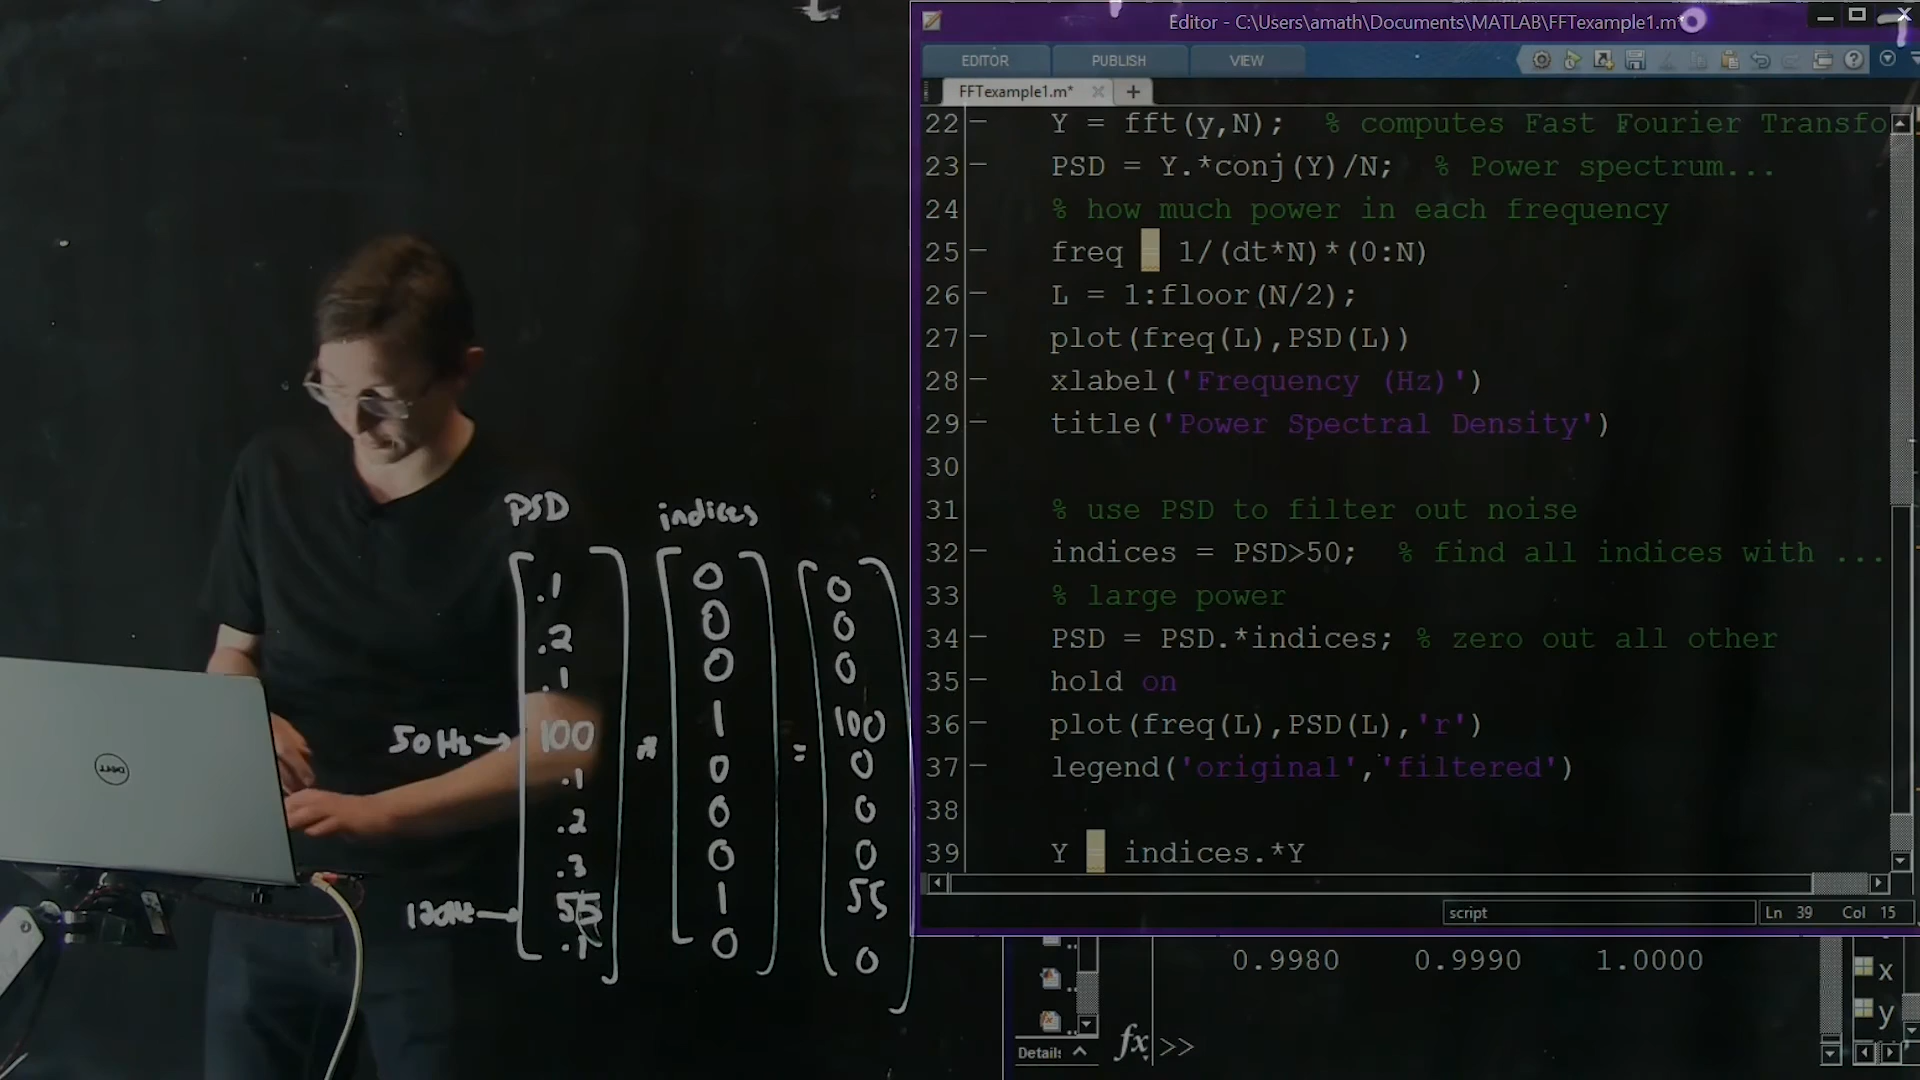 Editor - C:\Users\amath\Documents\MATLAB\FFTexample1.m*
EDITOR PUBLISH VIEW
FFTexample1.m*
22 Y = fft(y,N); % computes Fast Fourier Transfo
23 PSD = Y.*conj(Y)/N; % Power spectrum...
24 % how much power in each frequency
25 freq = 1/(dt*N)*(0:N)
26 L = 1:floor(N/2);
27 plot(freq(L),PSD(L))
28 xlabel('Frequency (Hz)')
29 title('Power Spectral Density')
30
31 % use PSD to filter out noise
32 indices = PSD>50; % find all indices with ...
33 % large power
34 PSD = PSD.*indices; % zero out all other
35 hold on
36 plot(freq(L),PSD(L),'r')
37 legend('original','filtered')
38
39 Y = indices.*Y
script Ln 39 Col 15
0.9980 0.9990 1.0000
x
y
Details
fx >>
PSD indices
.1 0 0
.2 0 0
.1 0 0
50Hz → 100 * 1 = 100
.1 0 0
.2 0 0
.3 0 0
120Hz → 55 1 55
.1 0 0
DELL